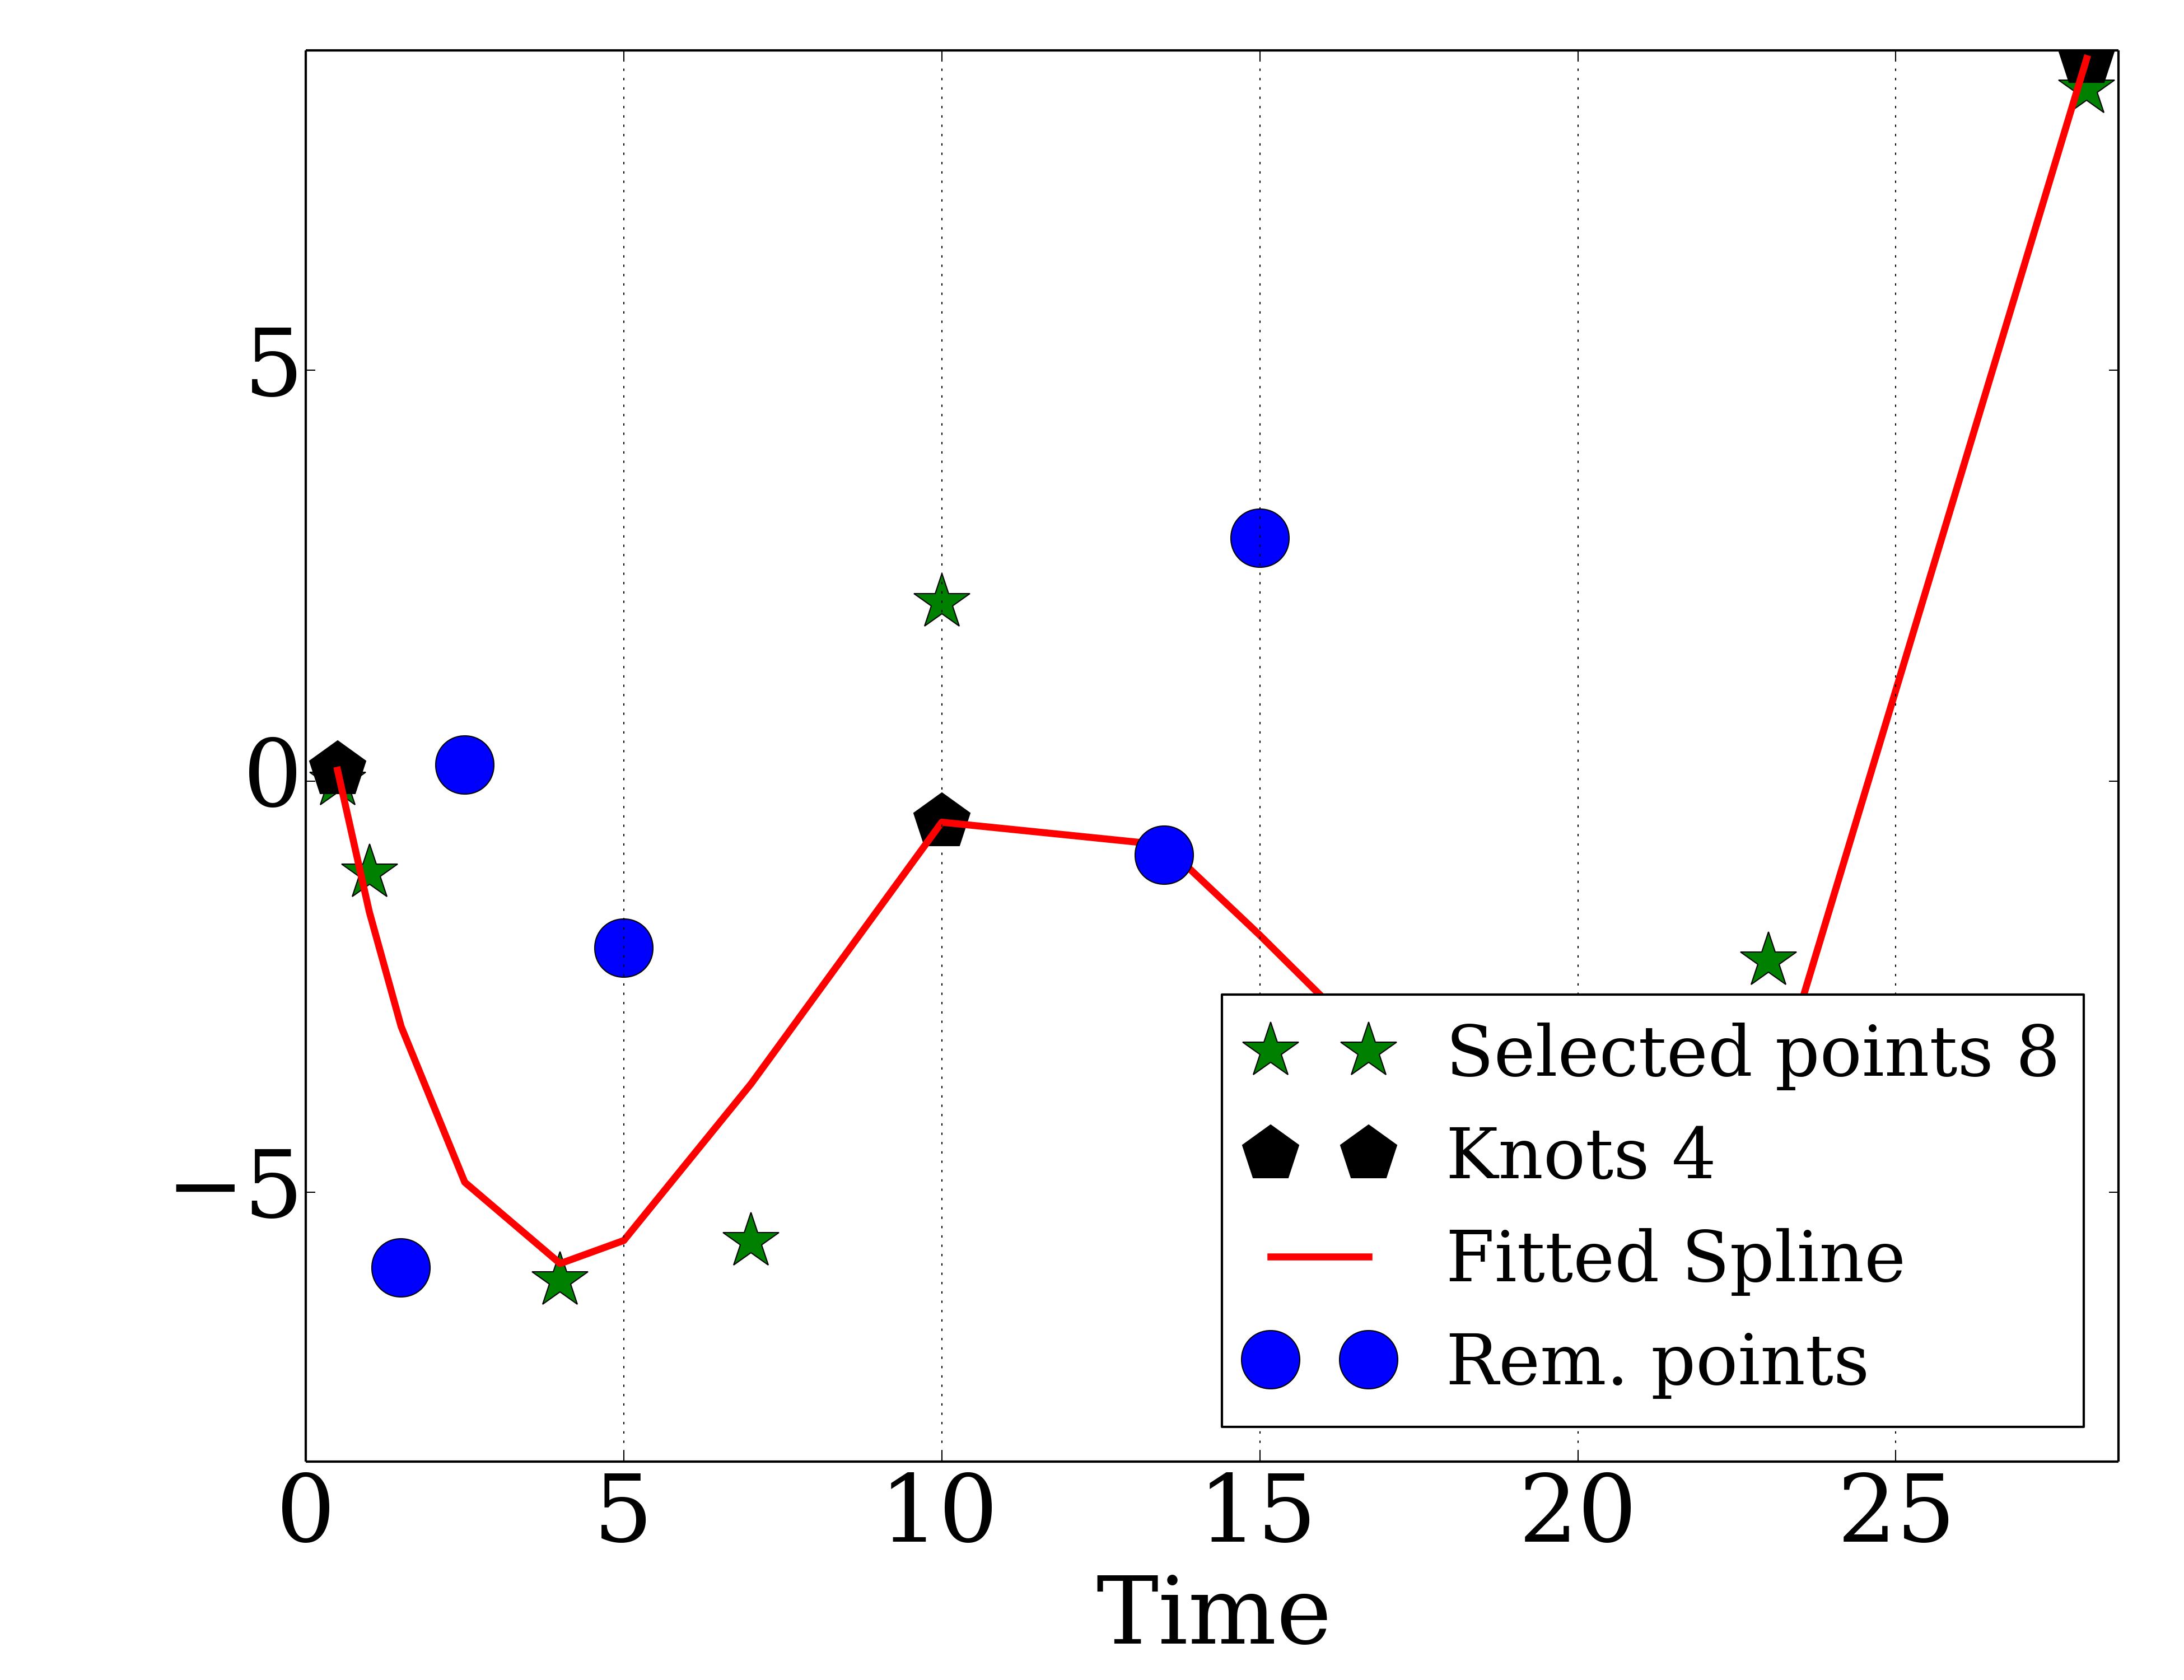 5
0
−5
0 5 10 15 20 25
Time
Selected points 8
Knots 4
Fitted Spline
Rem. points